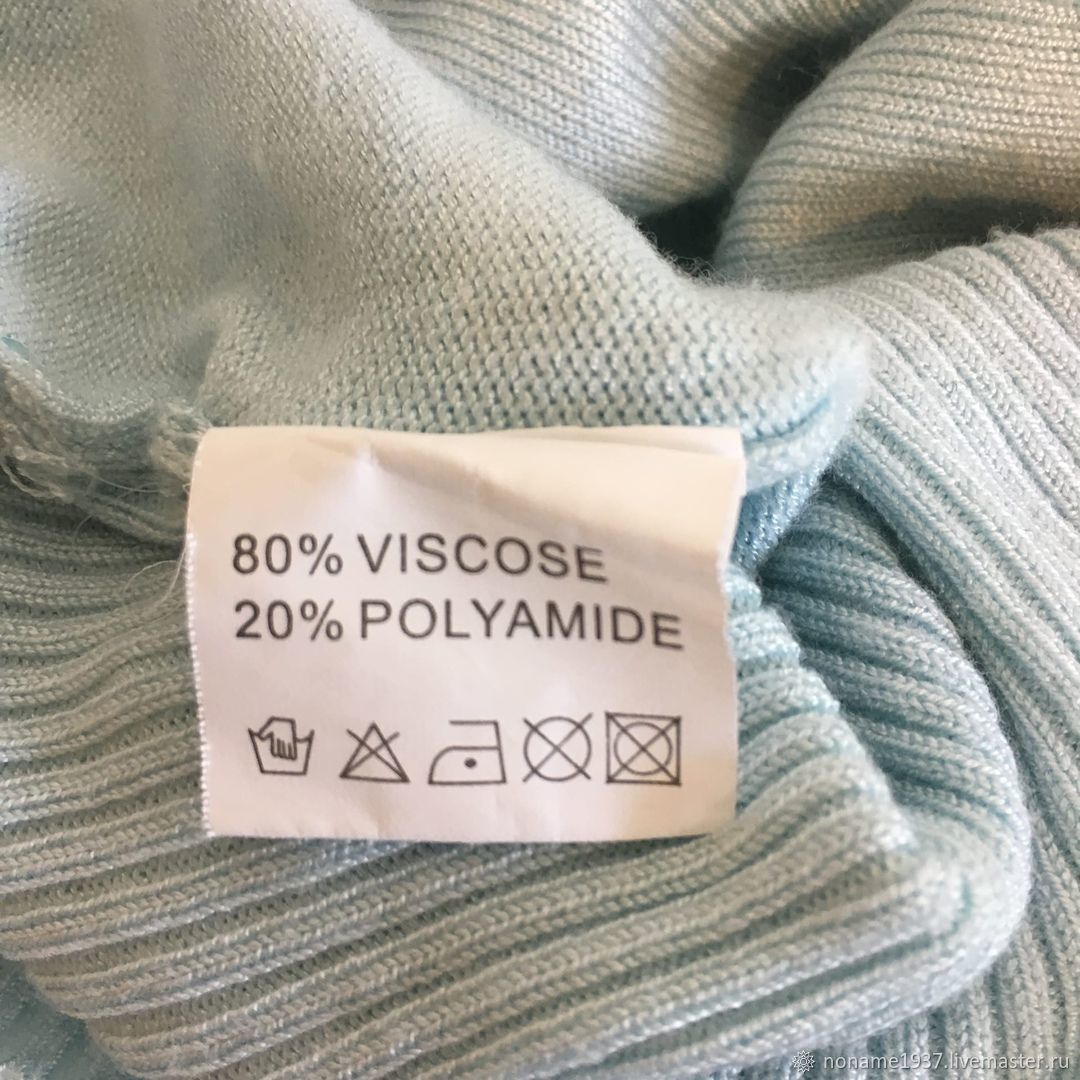 80% VISCOSE
20% POLYAMIDE
noname1937.livemaster.ru